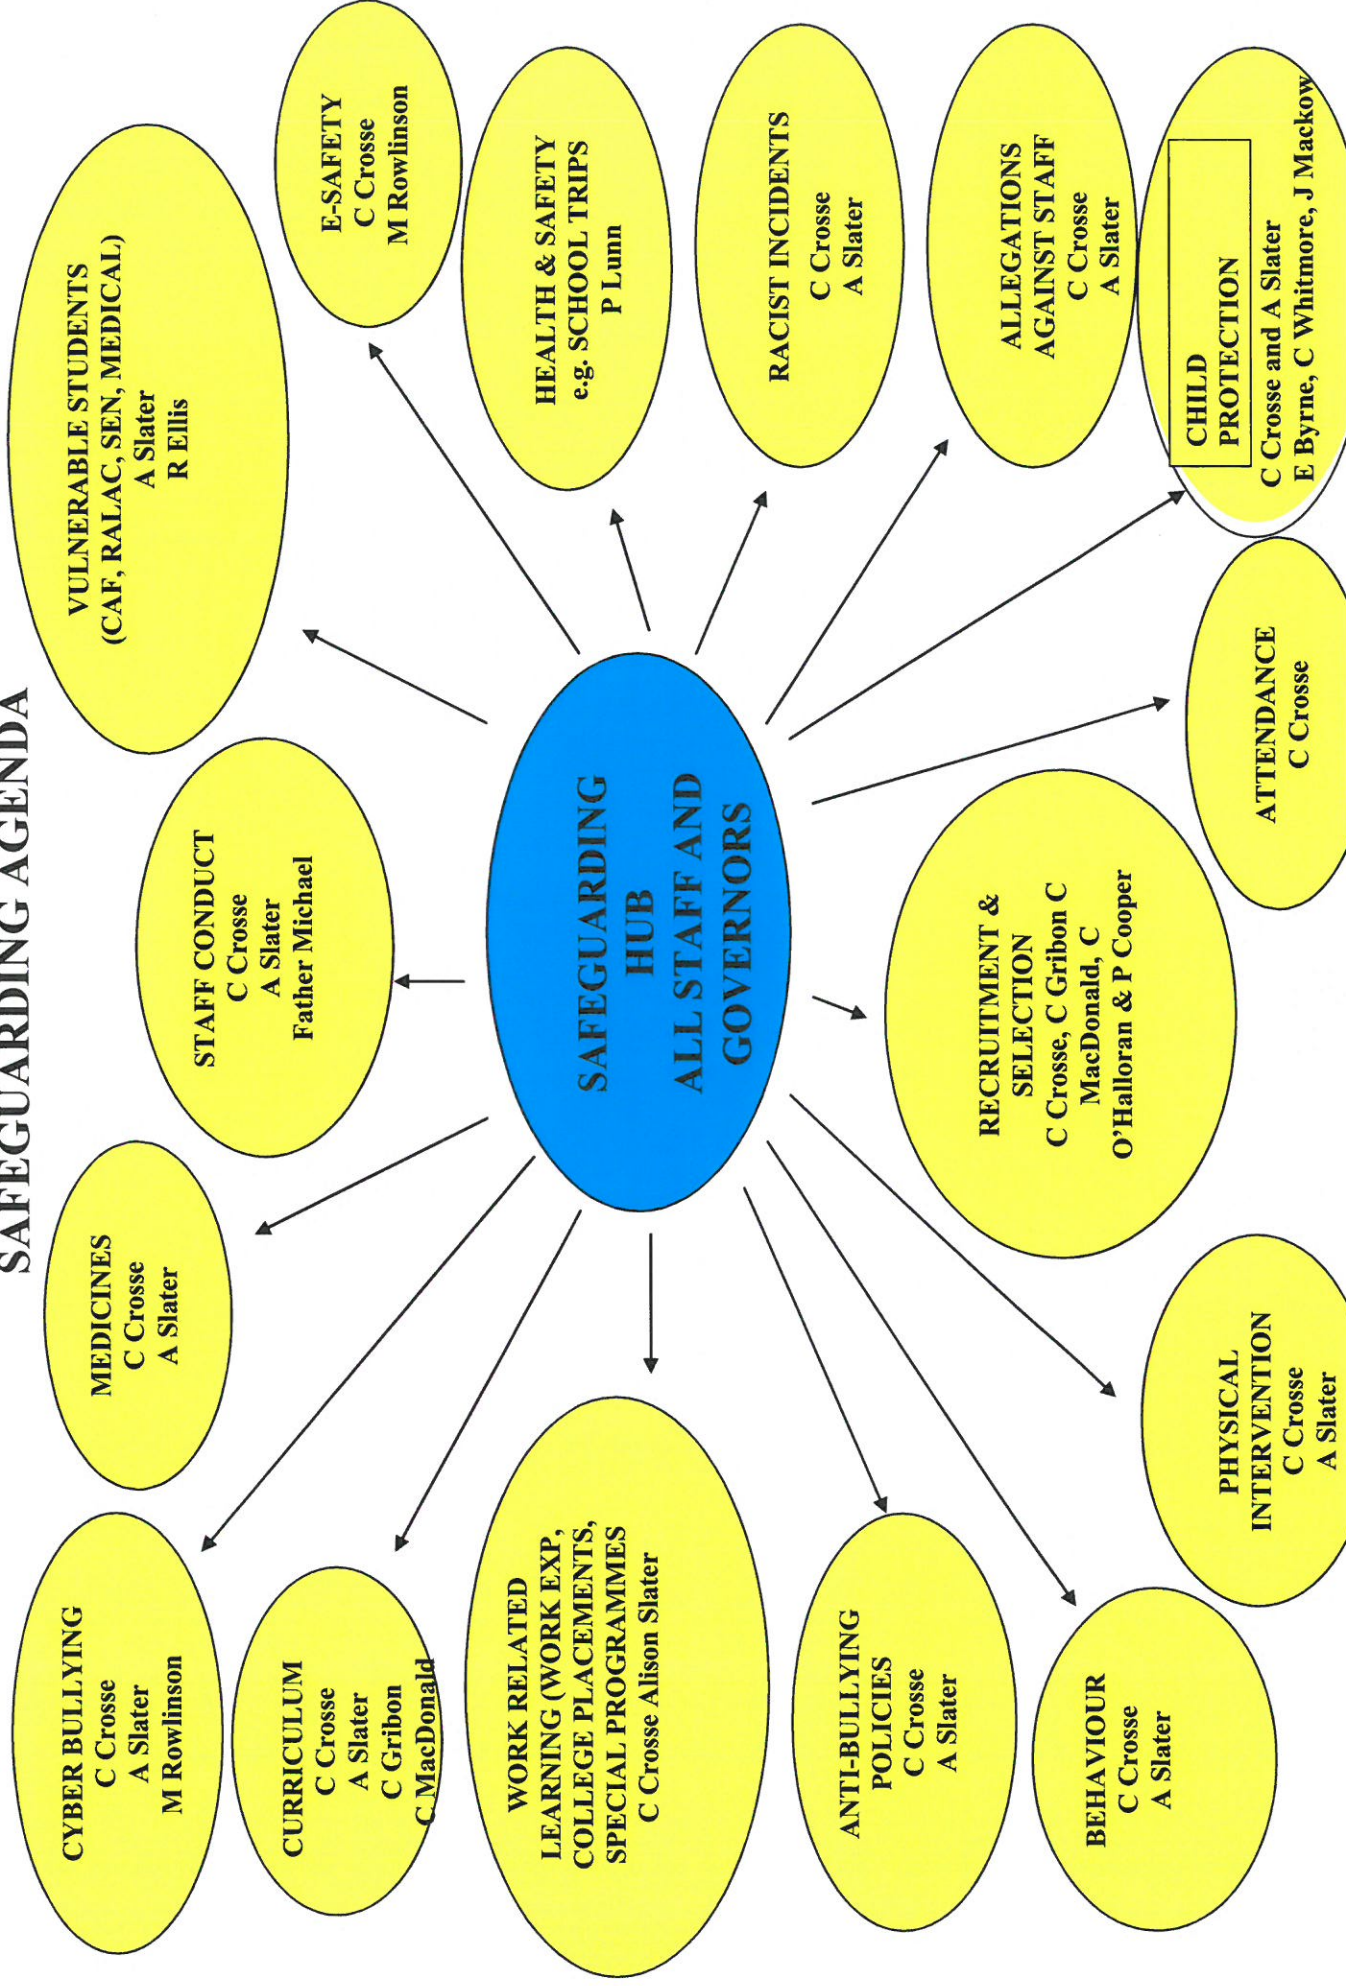 SAFEGUARDING AGENDA
CYBER BULLYING
C Crosse
A Slater
M Rowlinson
MEDICINES
C Crosse
A Slater
STAFF CONDUCT
C Crosse
A Slater
Father Michael
VULNERABLE STUDENTS
(CAF, RALAC, SEN, MEDICAL)
A Slater
R Ellis
E-SAFETY
C Crosse
M Rowlinson
CURRICULUM
C Crosse
A Slater
C Gribon
C MacDonald
HEALTH & SAFETY
e.g. SCHOOL TRIPS
P Lunn
WORK RELATED
LEARNING (WORK EXP,
COLLEGE PLACEMENTS,
SPECIAL PROGRAMMES
C Crosse Alison Slater
SAFEGUARDING
HUB
ALL STAFF AND
GOVERNORS
RACIST INCIDENTS
C Crosse
A Slater
ANTI-BULLYING
POLICIES
C Crosse
A Slater
RECRUITMENT &
SELECTION
C Crosse, C Gribon C
MacDonald, C
O'Halloran & P Cooper
ALLEGATIONS
AGAINST STAFF
C Crosse
A Slater
BEHAVIOUR
C Crosse
A Slater
PHYSICAL
INTERVENTION
C Crosse
A Slater
ATTENDANCE
C Crosse
CHILD
PROTECTION
C Crosse and A Slater
E Byrne, C Whitmore, J Mackow